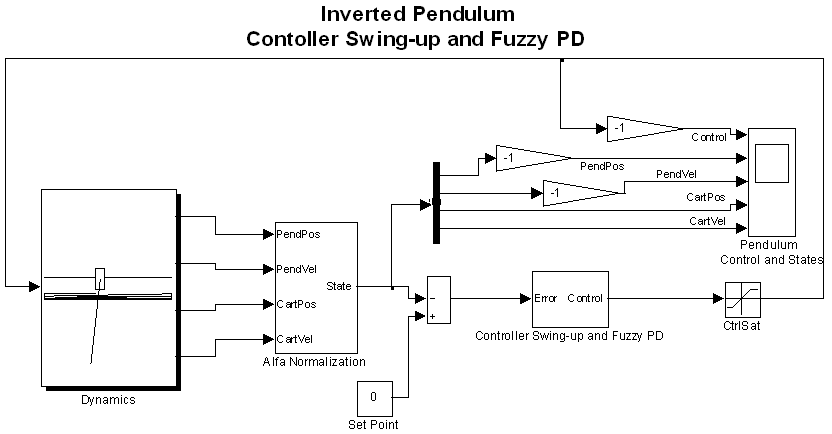 Inverted Pendulum
Contoller Swing-up and Fuzzy PD
-1
Control
-1
PendPos
PendVel
-1
CartPos
CartVel
Pendulum
Control and States
PendPos
PendVel
State
CartPos
CartVel
Alfa Normalization
Dynamics
-
+
Error Control
Controller Swing-up and Fuzzy PD
CtrlSat
0
Set Point